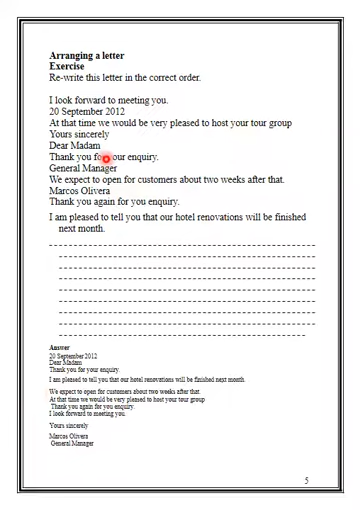 Arranging a letter
Exercise
Re-write this letter in the correct order.
I look forward to meeting you.
20 September 2012
At that time we would be very pleased to host your tour group
Yours sincerely
Dear Madam
Thank you for your enquiry.
General Manager
We expect to open for customers about two weeks after that.
Marcos Olivera
Thank you again for you enquiry.
I am pleased to tell you that our hotel renovations will be finished
next month.
Answer
20 September 2012
Dear Madam
Thank you for your enquiry.
I am pleased to tell you that our hotel renovations will be finished next month.
We expect to open for customers about two weeks after that.
At that time we would be very pleased to host your tour group
Thank you again for you enquiry.
I look forward to meeting you.
Yours sincerely
Marcos Olivera
General Manager
5